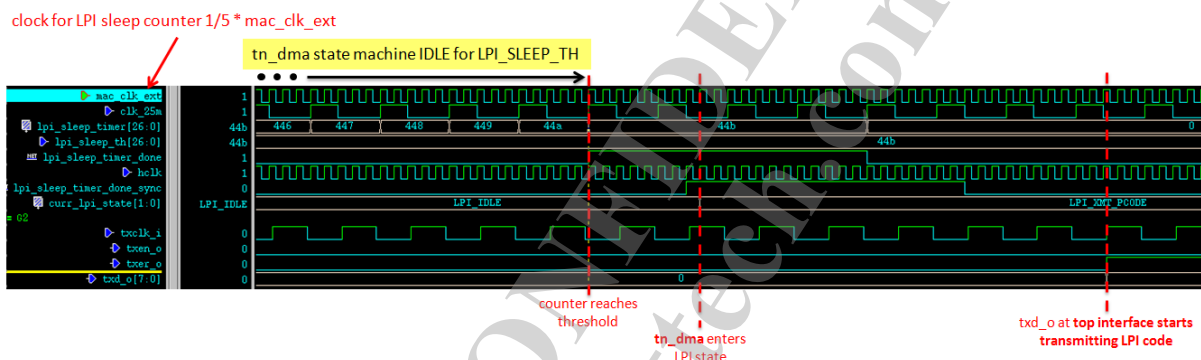 clock for LPI sleep counter 1/5 * mac_clk_ext
tn_dma state machine IDLE for LPI_SLEEP_TH
mac_clk_ext 1
clk_25m 1
lpi_sleep_timer[26:0] 44b 446 447 448 449 44a 44b 0
lpi_sleep_th[26:0] 44b 44b
lpi_sleep_timer_done 1
hclk 1
lpi_sleep_timer_done_sync 0
curr_lpi_state[1:0] LPI_IDLE LPI_IDLE LPI_XMT_PCODE
= G2
txclk_i 0
txen_o 0
txer_o 0
txd_o[7:0] 0 0
counter reaches
threshold
tn_dma enters
LPI state
txd_o at top interface starts
transmitting LPI code